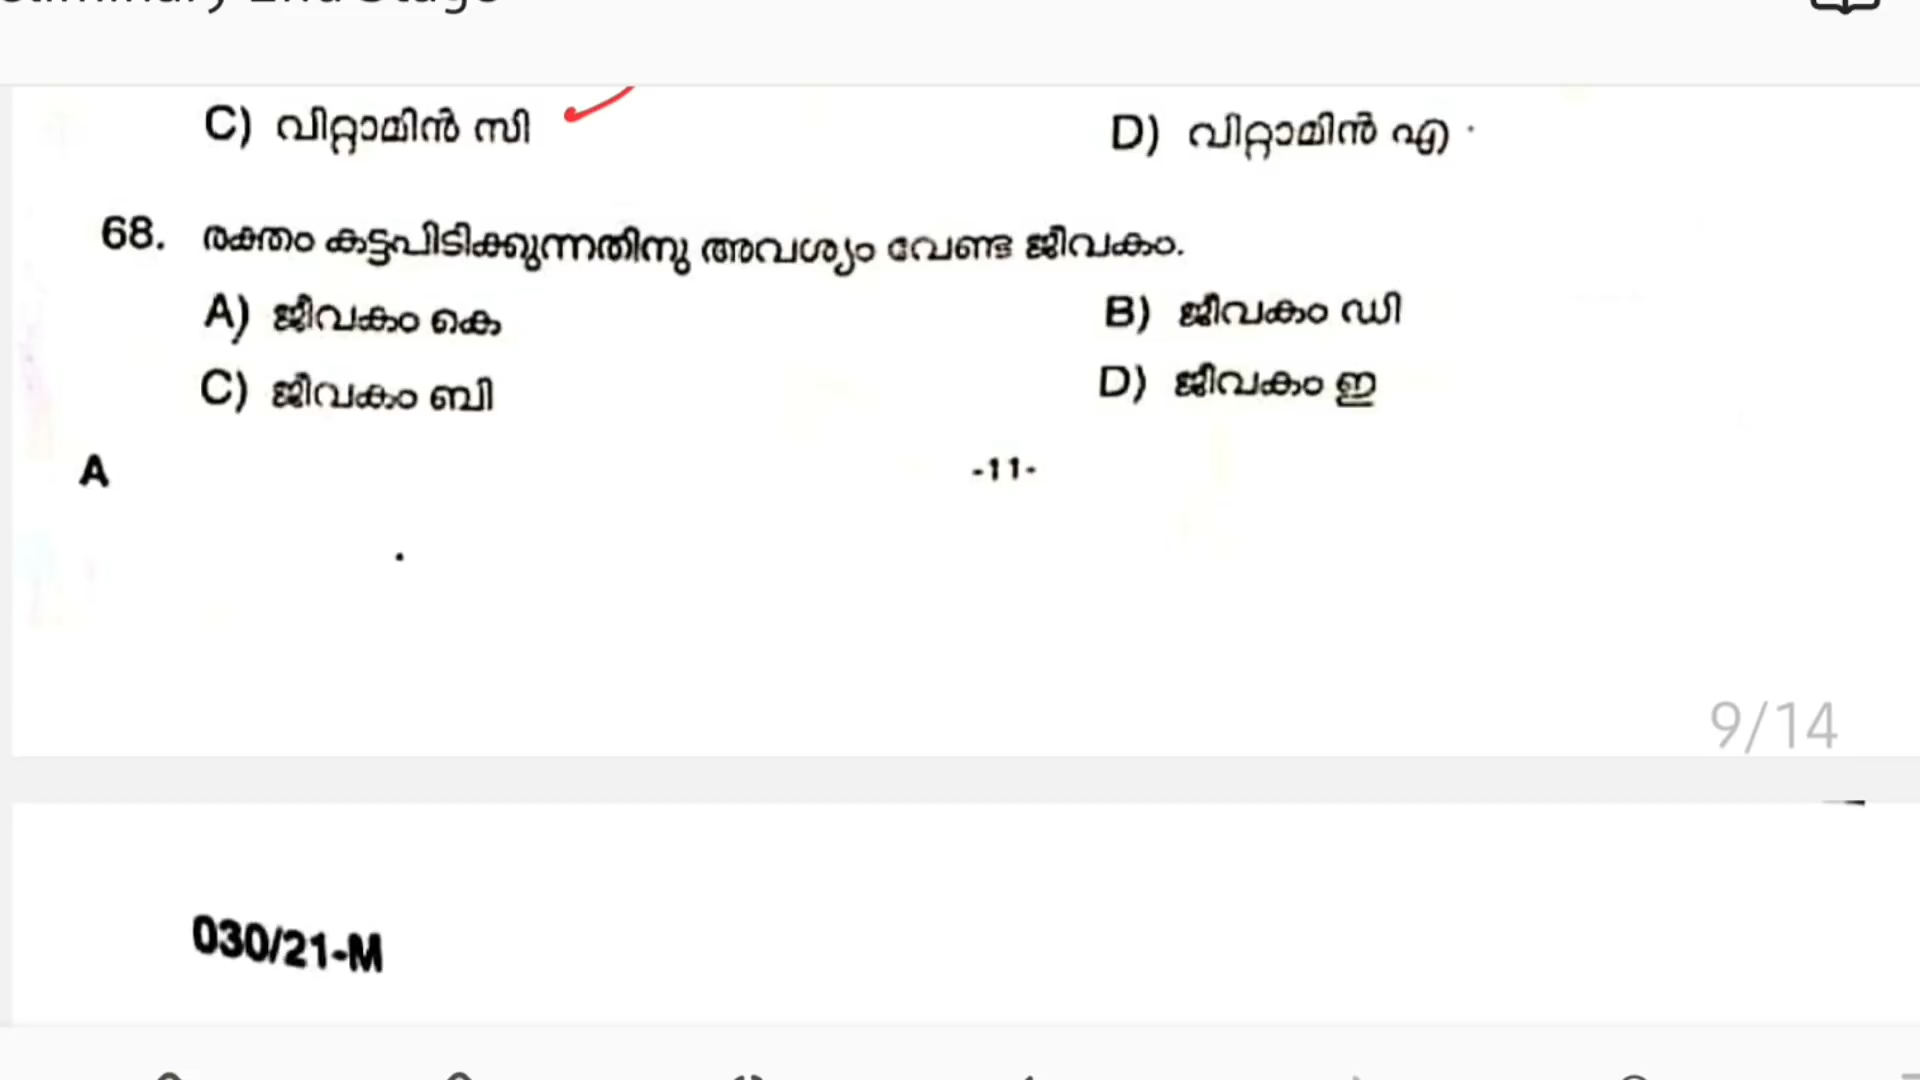 C) വിറ്റാമിൻ സി
D) വിറ്റാമിൻ എ
68. രക്തം കട്ടപിടിക്കുന്നതിനു അവശ്യം വേണ്ട ജീവകം.
A) ജീവകം കെ
B) ജീവകം ഡി
C) ജീവകം ബി
D) ജീവകം ഇ
A
-11-
9/14
030/21-M